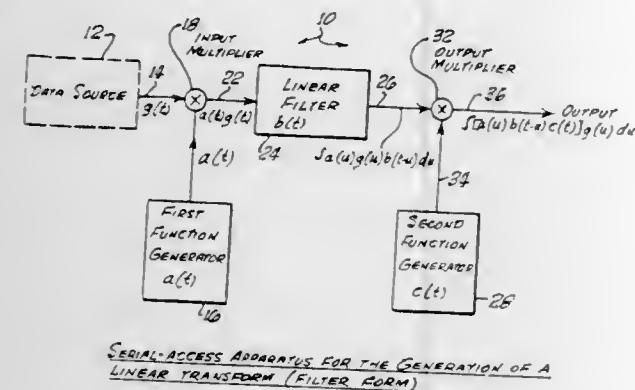 10
12
18 INPUT MULTIPLIER
32 OUTPUT MULTIPLIER
DATA SOURCE
14
g(t)
22
a(t)g(t)
LINEAR FILTER
b(t)
24
26
∫a(u)g(u)b(t-u)du
36
OUTPUT
∫[a(u)b(t-u)c(t)]g(u)du
a(t)
34
FIRST FUNCTION GENERATOR
a(t)
16
SECOND FUNCTION GENERATOR
c(t)
28
SERIAL-ACCESS APPARATUS FOR THE GENERATION OF A
LINEAR TRANSFORM (FILTER FORM)